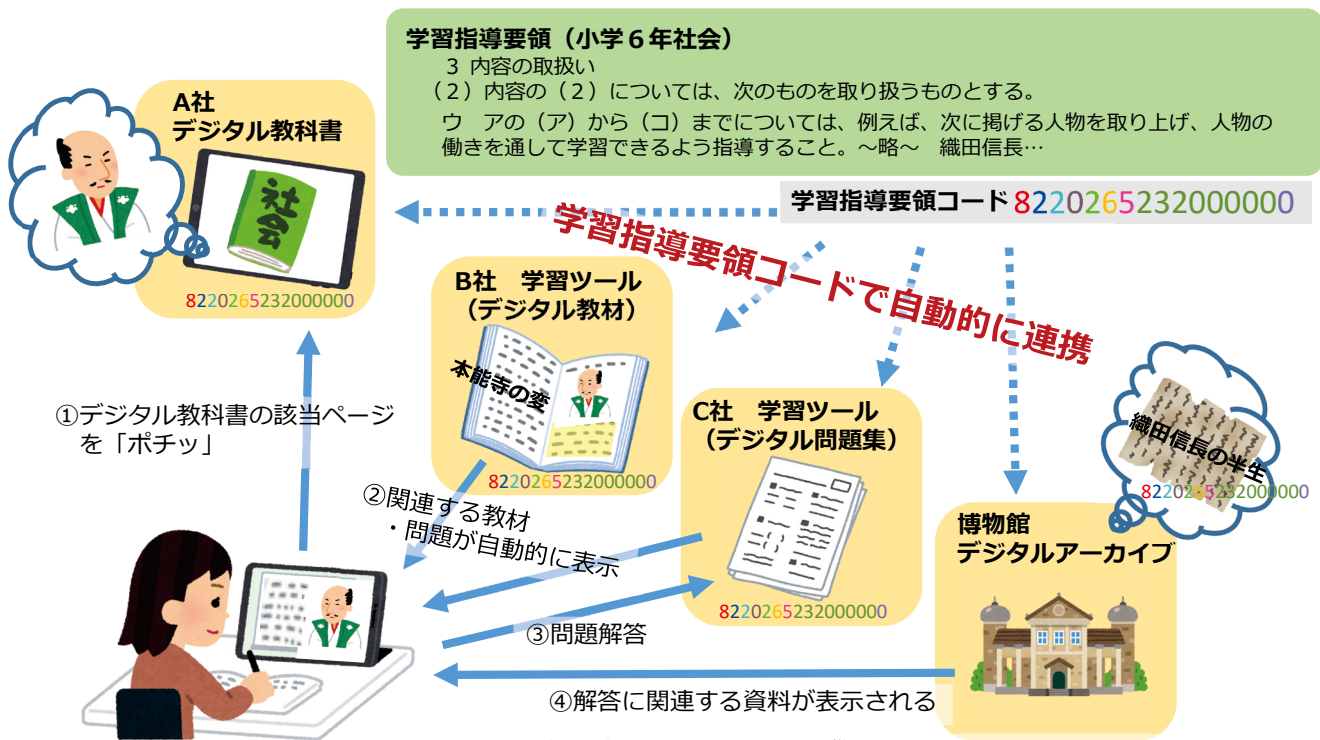 学習指導要領（小学６年社会）
３ 内容の取扱い
（２）内容の（２）については、次のものを取り扱うものとする。
ウ　アの（ア）から（コ）までについては、例えば、次に掲げる人物を取り上げ、人物の
働きを通して学習できるよう指導すること。～略～　織田信長…
学習指導要領コード 8220265232000000
学習指導要領コードで自動的に連携
A社
デジタル教科書
社会
8220265232000000
B社　学習ツール
（デジタル教材）
本能寺の変
8220265232000000
C社　学習ツール
（デジタル問題集）
8220265232000000
織田信長の半生
8220265232000000
博物館
デジタルアーカイブ
①デジタル教科書の該当ページ
を「ポチッ」
②関連する教材
・問題が自動的に表示
③問題解答
④解答に関連する資料が表示される